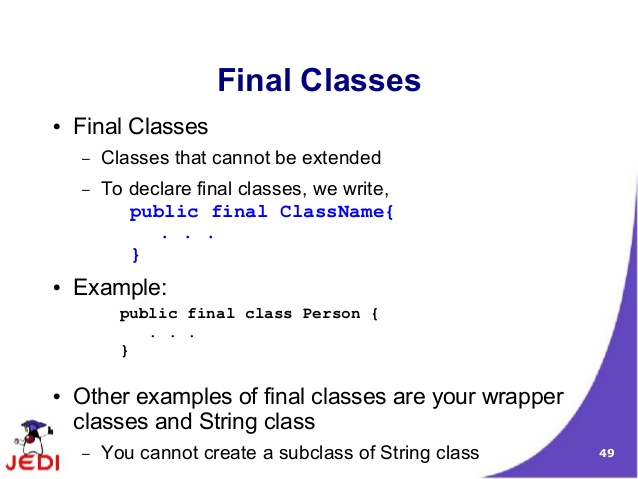 Final Classes
• Final Classes
– Classes that cannot be extended
– To declare final classes, we write,
public final ClassName{
. . .
}
• Example:
public final class Person {
. . .
}
• Other examples of final classes are your wrapper
classes and String class
– You cannot create a subclass of String class
JEDI
49